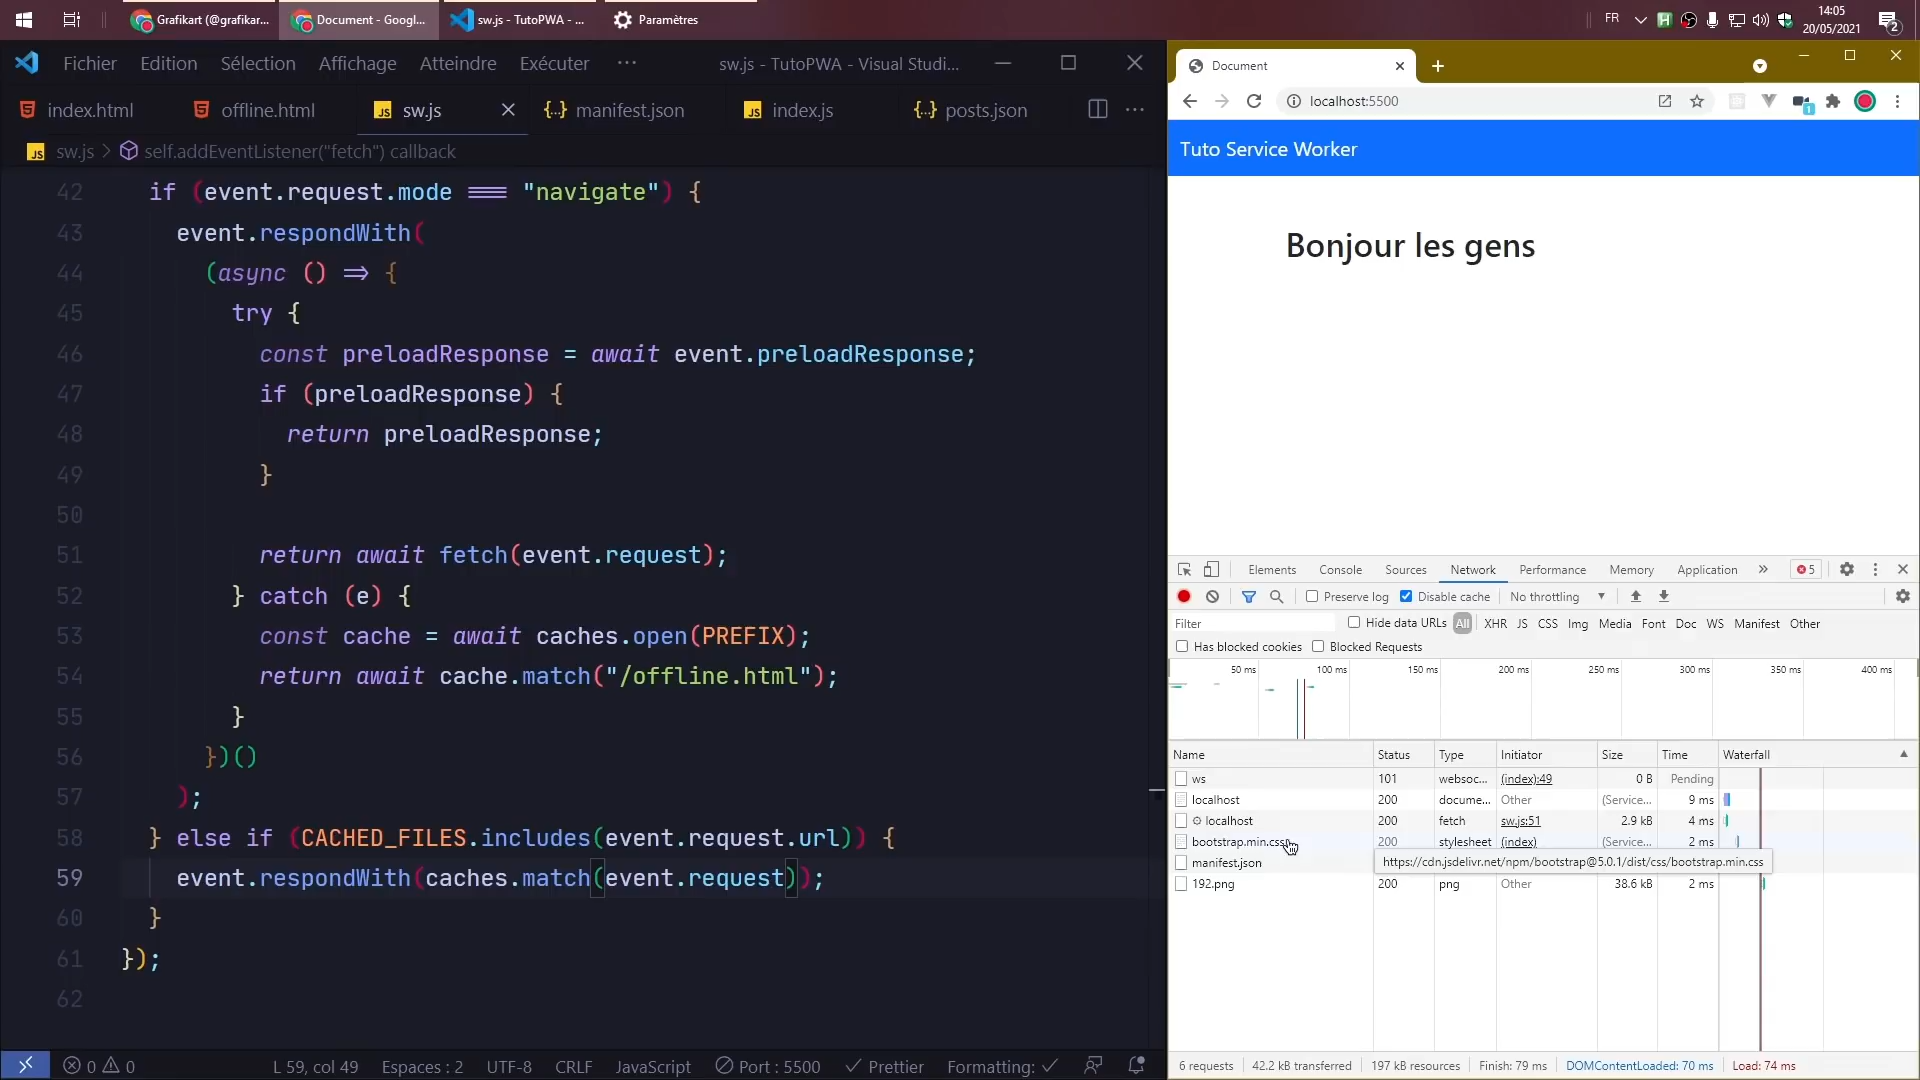 Grafikart (@grafikar...
Document - Googl...
sw.js - TutoPWA - ...
Paramètres
FR
14:05
20/05/2021
2
Fichier Edition Sélection Affichage Atteindre Exécuter ··· sw.js - TutoPWA - Visual Studi...
index.html offline.html JS sw.js {} manifest.json JS index.js {} posts.json
JS sw.js > self.addEventListener("fetch") callback
42 if (event.request.mode === "navigate") {
43 event.respondWith(
44 (async () => {
45 try {
46 const preloadResponse = await event.preloadResponse;
47 if (preloadResponse) {
48 return preloadResponse;
49 }
50
51 return await fetch(event.request);
52 } catch (e) {
53 const cache = await caches.open(PREFIX);
54 return await cache.match("/offline.html");
55 }
56 })()
57 );
58 } else if (CACHED_FILES.includes(event.request.url)) {
59 event.respondWith(caches.match(event.request));
60 }
61 });
62
0 0 L 59, col 49 Espaces : 2 UTF-8 CRLF JavaScript Port : 5500 Prettier Formatting:
Document
localhost:5500
1
Tuto Service Worker
Bonjour les gens
Elements Console Sources Network Performance Memory Application 5
Preserve log Disable cache No throttling
Filter Hide data URLs All XHR JS CSS Img Media Font Doc WS Manifest Other
Has blocked cookies Blocked Requests
50 ms 100 ms 150 ms 200 ms 250 ms 300 ms 350 ms 400 ms
Name Status Type Initiator Size Time Waterfall
ws 101 websoc... (index):49 0 B Pending
localhost 200 docume... Other (Service... 9 ms
localhost 200 fetch sw.js:51 2.9 kB 4 ms
bootstrap.min.css 200 stylesheet (index) (Service... 2 ms
manifest.json
https://cdn.jsdelivr.net/npm/bootstrap@5.0.1/dist/css/bootstrap.min.css
192.png 200 png Other 38.6 kB 2 ms
6 requests 42.2 kB transferred 197 kB resources Finish: 79 ms DOMContentLoaded: 70 ms Load: 74 ms